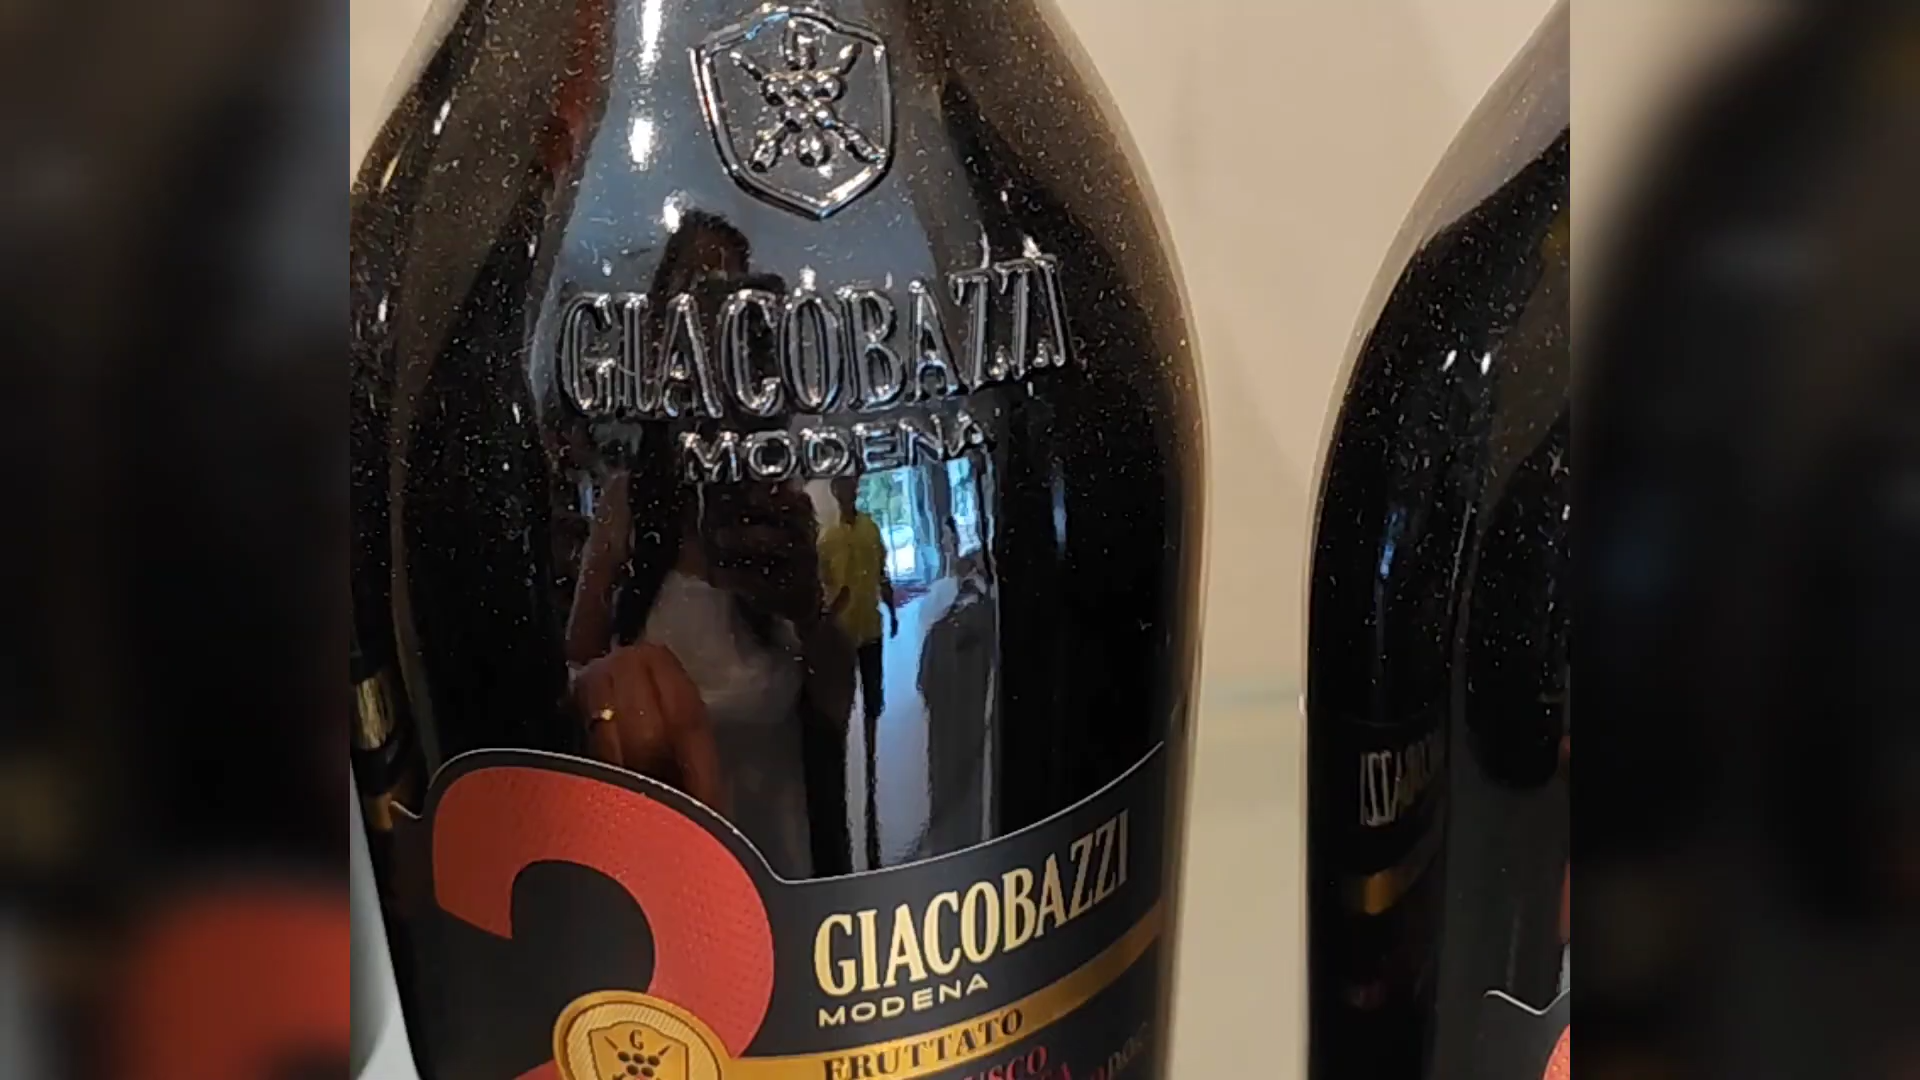 G
GIACOBAZZI
MODENA
GIACOBAZZI
MODENA
FRUTTATO
G